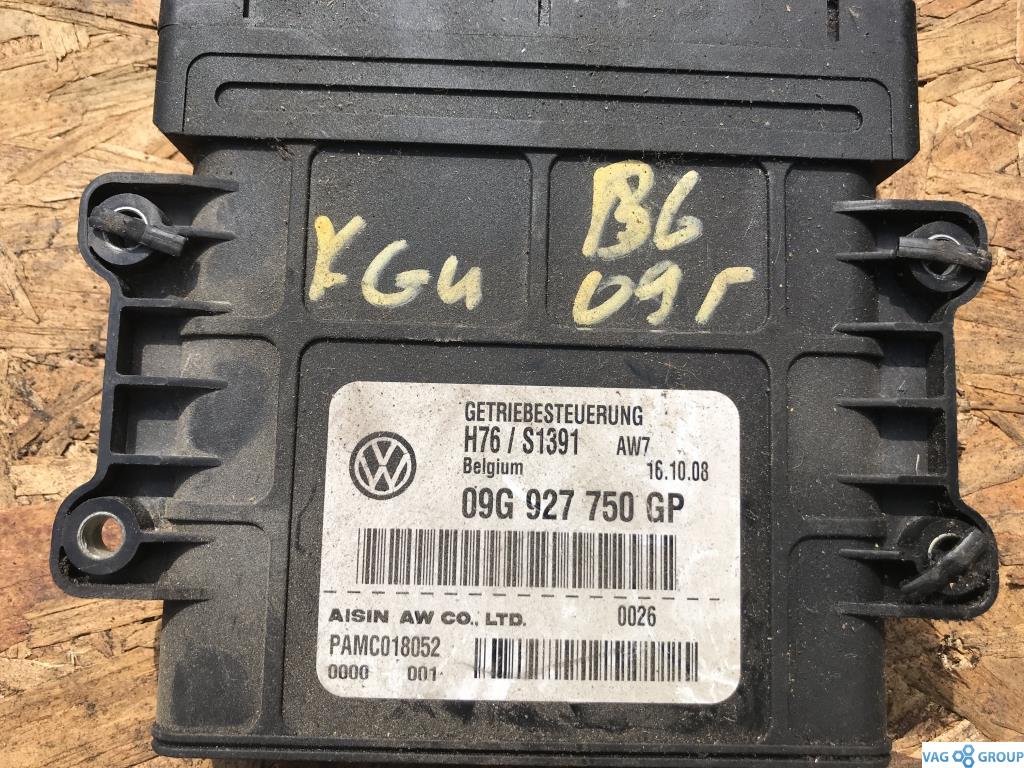 B6
KGU
09г
GETRIEBESTEUERUNG
H76 / S1391 AW7
Belgium 16.10.08
09G 927 750 GP
AISIN AW CO., LTD. 0026
PAMC018052
0000 001
VAG GROUP